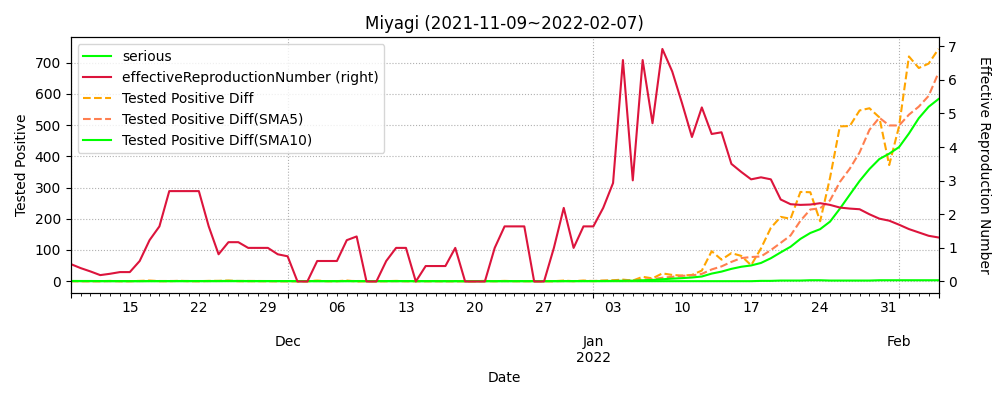 Miyagi (2021-11-09~2022-02-07)
serious
effectiveReproductionNumber (right)
Tested Positive Diff
Tested Positive Diff(SMA5)
Tested Positive Diff(SMA10)
Tested Positive
0
100
200
300
400
500
600
700
Effective Reproduction Number
0
1
2
3
4
5
6
7
15 22 29 06 13 20 27 03 10 17 24 31
Dec Jan Feb
2022
Date